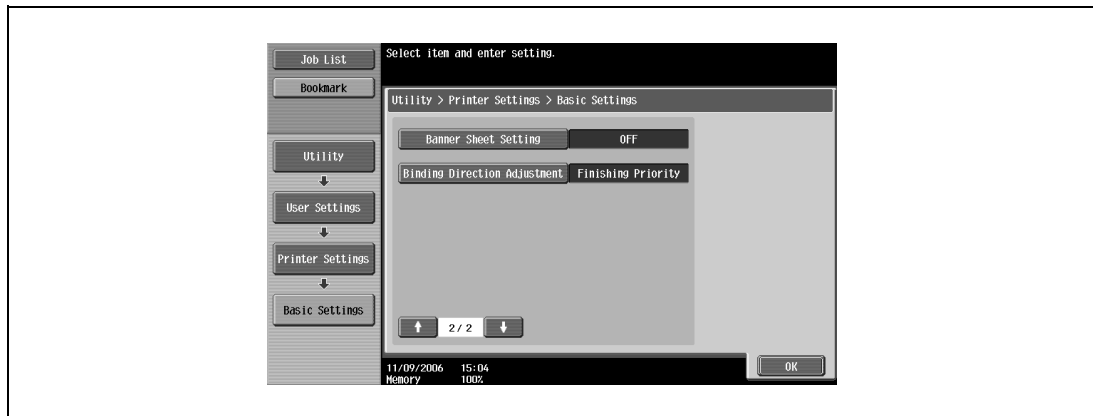 Job List
Bookmark
Utility
User Settings
Printer Settings
Basic Settings
Select item and enter setting.
Utility > Printer Settings > Basic Settings
Banner Sheet Setting OFF
Binding Direction Adjustment Finishing Priority
2/2
11/09/2006 15:04
Memory 100%
OK